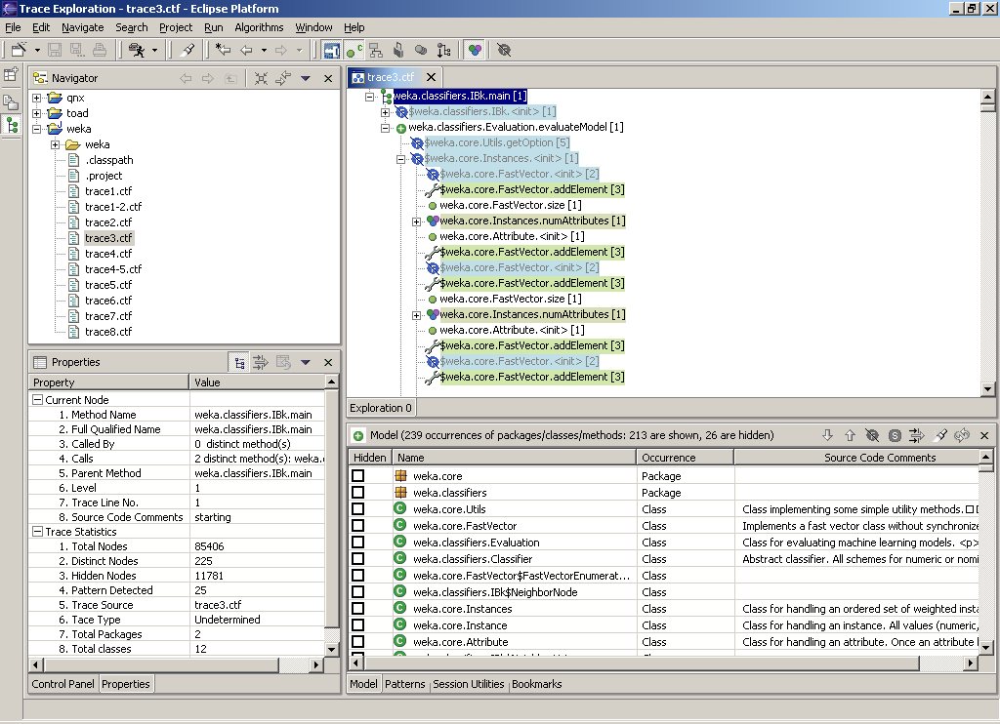 Trace Exploration - trace3.ctf - Eclipse Platform
File Edit Navigate Search Project Run Algorithms Window Help
Navigator
qnx
toad
weka
weka
.classpath
.project
trace1.ctf
trace1-2.ctf
trace2.ctf
trace3.ctf
trace4.ctf
trace4-5.ctf
trace5.ctf
trace6.ctf
trace7.ctf
trace8.ctf
trace3.ctf
weka.classifiers.IBk.main [1]
$weka.classifiers.IBk.<init> [1]
weka.classifiers.Evaluation.evaluateModel [1]
$weka.core.Utils.getOption [5]
$weka.core.Instances.<init> [1]
$weka.core.FastVector.<init> [2]
$weka.core.FastVector.addElement [3]
weka.core.FastVector.size [1]
weka.core.Instances.numAttributes [1]
weka.core.Attribute.<init> [1]
$weka.core.FastVector.addElement [3]
$weka.core.FastVector.<init> [2]
$weka.core.FastVector.addElement [3]
weka.core.FastVector.size [1]
weka.core.Instances.numAttributes [1]
weka.core.Attribute.<init> [1]
$weka.core.FastVector.addElement [3]
$weka.core.FastVector.<init> [2]
$weka.core.FastVector.addElement [3]
Exploration 0
Properties
Property Value
Current Node
1. Method Name weka.classifiers.IBk.main
2. Full Qualified Name weka.classifiers.IBk.main
3. Called By 0 distinct method(s)
4. Calls 2 distinct method(s): weka.c
5. Parent Method weka.classifiers.IBk.main
6. Level 1
7. Trace Line No. 1
8. Source Code Comments starting
Trace Statistics
1. Total Nodes 85406
2. Distinct Nodes 225
3. Hidden Nodes 11781
4. Pattern Detected 25
5. Trace Source trace3.ctf
6. Tace Type Undetermined
7. Total Packages 2
8. Total classes 12
Control Panel Properties
Model (239 occurrences of packages/classes/methods: 213 are shown, 26 are hidden)
Hidden Name Occurrence Source Code Comments
weka.core Package
weka.classifiers Package
weka.core.Utils Class Class implementing some simple utility methods.
weka.core.FastVector Class Implements a fast vector class without synchronize
weka.classifiers.Evaluation Class Class for evaluating machine learning models. <p>
weka.classifiers.Classifier Class Abstract classifier. All schemes for numeric or nomi
weka.core.FastVector$FastVectorEnumerat... Class
weka.classifiers.IBk$NeighborNode Class
weka.core.Instances Class Class for handling an ordered set of weighted insta
weka.core.Instance Class Class for handling an instance. All values (numeric,
weka.core.Attribute Class Class for handling an attribute. Once an attribute
Model Patterns Session Utilities Bookmarks